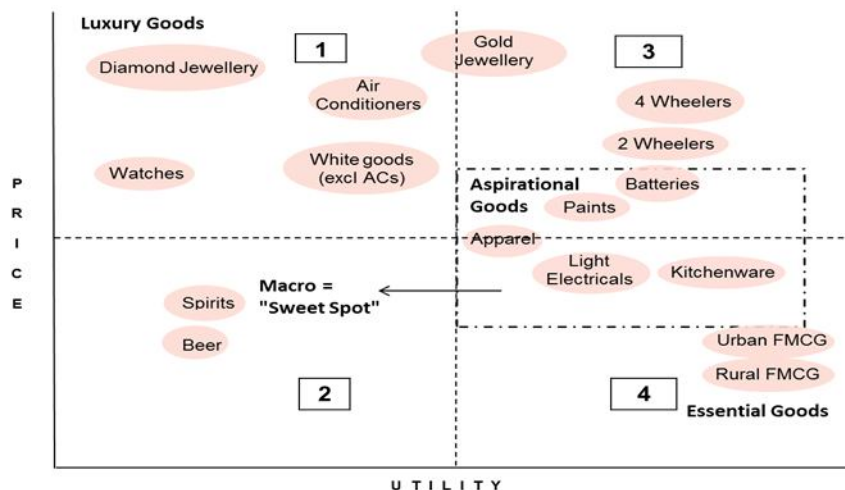 Luxury Goods
1
Gold
Jewellery
3
Diamond Jewellery
Air
Conditioners
4 Wheelers
2 Wheelers
Watches
White goods
(excl ACs)
Aspirational
Goods
Batteries
Paints
Apparel
Light
Electricals
Kitchenware
Macro =
"Sweet Spot"
Spirits
Beer
Urban FMCG
Rural FMCG
2
4
Essential Goods
PRICE
UTILITY